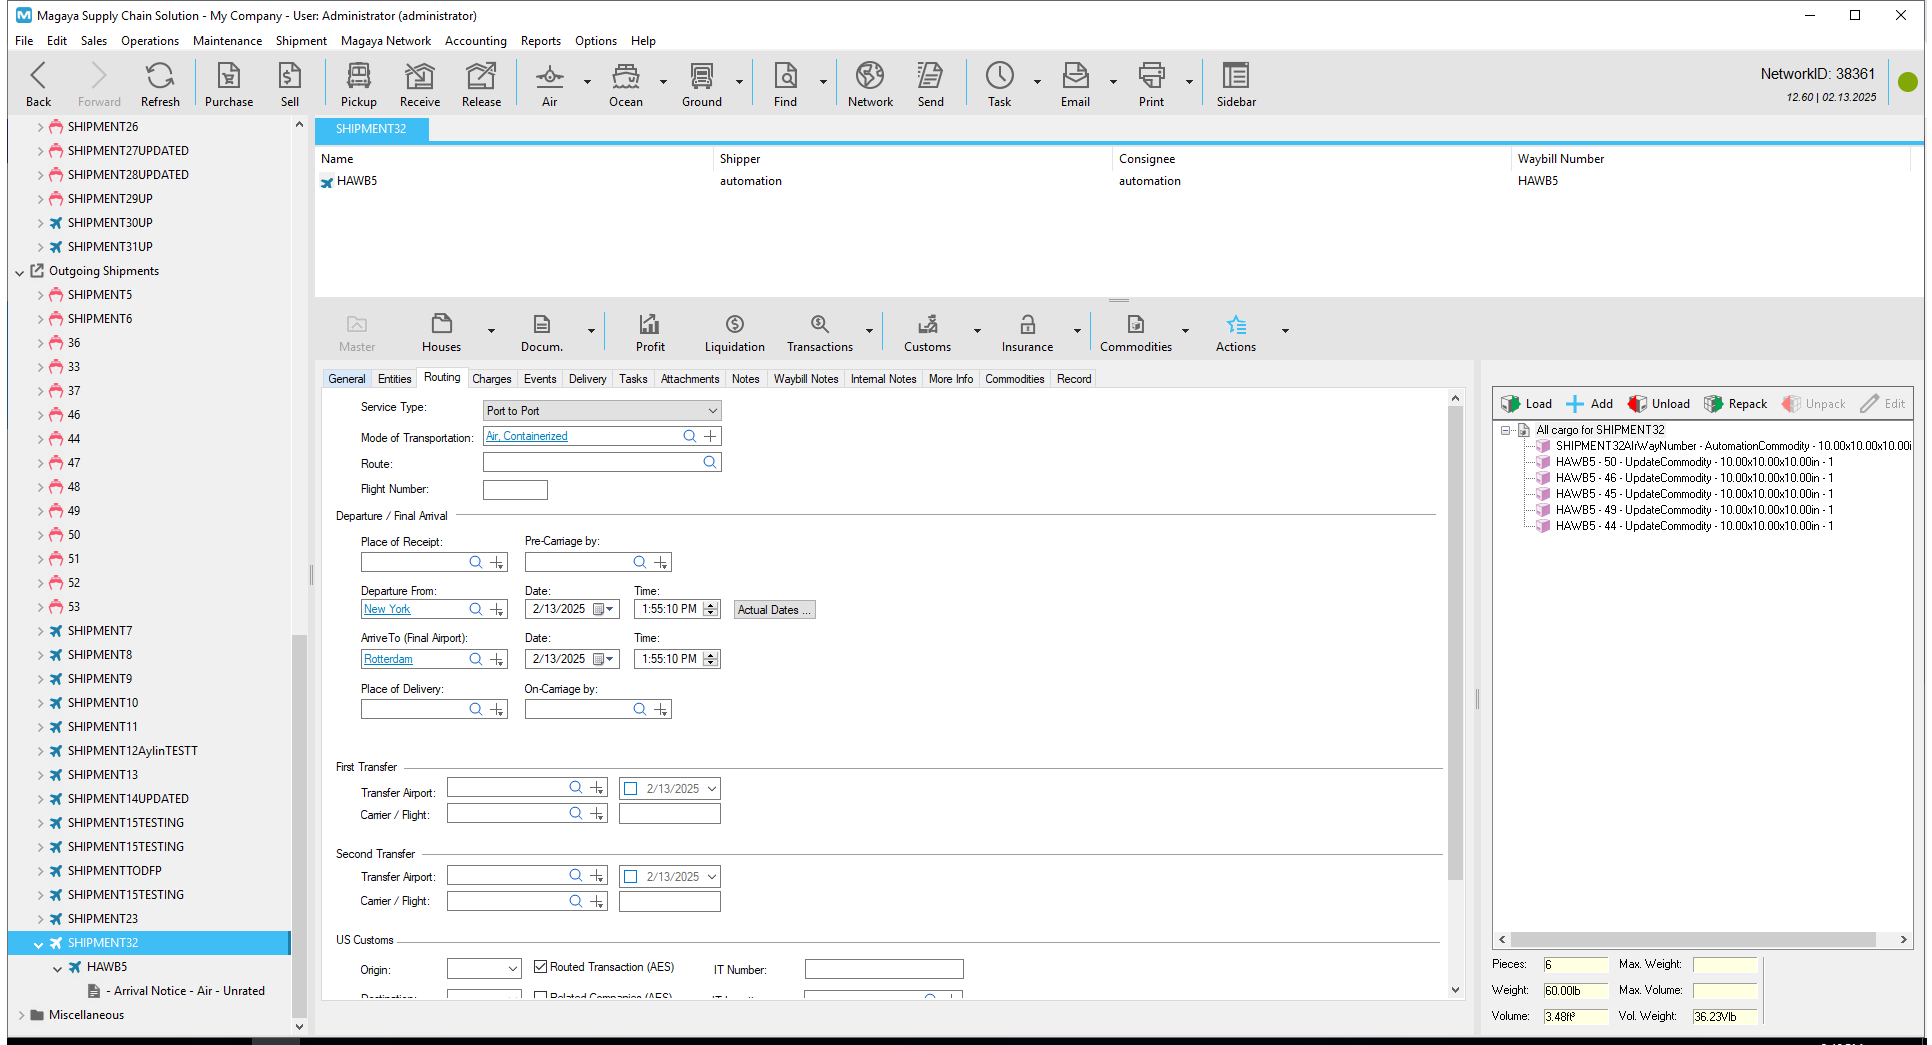 Magaya Supply Chain Solution - My Company - User: Administrator (administrator)
File Edit Sales Operations Maintenance Shipment Magaya Network Accounting Reports Options Help
Back Forward Refresh Purchase Sell Pickup Receive Release Air Ocean Ground Find Network Send Task Email Print Sidebar
NetworkID: 38361
12.60 | 02.13.2025
SHIPMENT26
SHIPMENT27UPDATED
SHIPMENT28UPDATED
SHIPMENT29UP
SHIPMENT30UP
SHIPMENT31UP
Outgoing Shipments
SHIPMENT5
SHIPMENT6
36
33
37
46
44
47
48
49
50
51
52
53
SHIPMENT7
SHIPMENT8
SHIPMENT9
SHIPMENT10
SHIPMENT11
SHIPMENT12AylinTESTT
SHIPMENT13
SHIPMENT14UPDATED
SHIPMENT15TESTING
SHIPMENT15TESTING
SHIPMENTTODFP
SHIPMENT15TESTING
SHIPMENT23
SHIPMENT32
HAWB5
- Arrival Notice - Air - Unrated
Miscellaneous
SHIPMENT32
Name Shipper Consignee Waybill Number
HAWB5 automation automation HAWB5
Master Houses Docum. Profit Liquidation Transactions Customs Insurance Commodities Actions
General Entities Routing Charges Events Delivery Tasks Attachments Notes Waybill Notes Internal Notes More Info Commodities Record
Service Type: Port to Port
Mode of Transportation: Air, Containerized
Route:
Flight Number:
Departure / Final Arrival
Place of Receipt: Pre-Carriage by:
Departure From: Date: Time:
New York 2/13/2025 1:55:10 PM Actual Dates ...
ArriveTo (Final Airport): Date: Time:
Rotterdam 2/13/2025 1:55:10 PM
Place of Delivery: On-Carriage by:
First Transfer
Transfer Airport: 2/13/2025
Carrier / Flight:
Second Transfer
Transfer Airport: 2/13/2025
Carrier / Flight:
US Customs
Origin: Routed Transaction (AES) IT Number:
Related Companies (AES)
Load Add Unload Repack Unpack Edit
All cargo for SHIPMENT32
SHIPMENT32AirWayNumber - AutomationCommodity - 10.00x10.00x10.00i
HAWB5 - 50 - UpdateCommodity - 10.00x10.00x10.00in - 1
HAWB5 - 46 - UpdateCommodity - 10.00x10.00x10.00in - 1
HAWB5 - 45 - UpdateCommodity - 10.00x10.00x10.00in - 1
HAWB5 - 49 - UpdateCommodity - 10.00x10.00x10.00in - 1
HAWB5 - 44 - UpdateCommodity - 10.00x10.00x10.00in - 1
Pieces: 6 Max. Weight:
Weight: 60.00lb Max. Volume:
Volume: 3.48ft³ Vol. Weight: 36.23Vlb